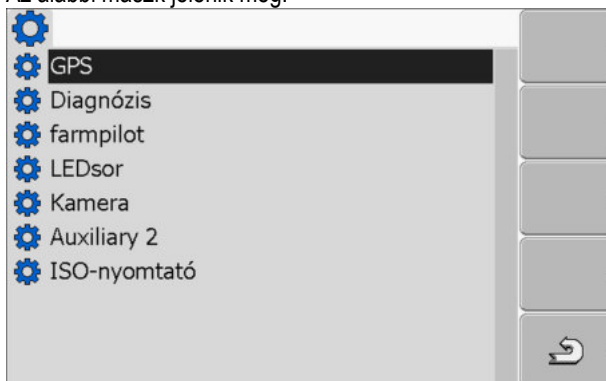 Az alábbi maszk jelenik meg:
GPS
Diagnózis
farmpilot
LEDsor
Kamera
Auxiliary 2
ISO-nyomtató